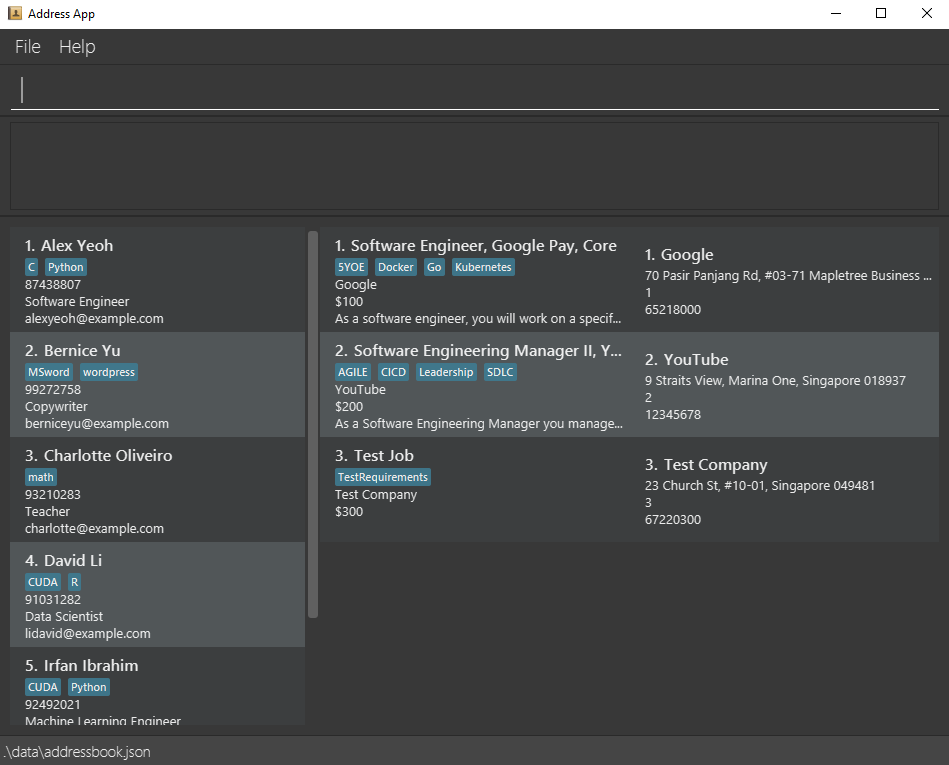 Address App
File Help
1. Alex Yeoh
C Python
87438807
Software Engineer
alexyeoh@example.com
2. Bernice Yu
MSword wordpress
99272758
Copywriter
berniceyu@example.com
3. Charlotte Oliveiro
math
93210283
Teacher
charlotte@example.com
4. David Li
CUDA R
91031282
Data Scientist
lidavid@example.com
5. Irfan Ibrahim
CUDA Python
92492021
Machine Learning Engineer
1. Software Engineer, Google Pay, Core
5YOE Docker Go Kubernetes
Google
$100
As a software engineer, you will work on a specif...
2. Software Engineering Manager II, Y...
AGILE CICD Leadership SDLC
YouTube
$200
As a Software Engineering Manager you manage...
3. Test Job
TestRequirements
Test Company
$300
1. Google
70 Pasir Panjang Rd, #03-71 Mapletree Business ...
1
65218000
2. YouTube
9 Straits View, Marina One, Singapore 018937
2
12345678
3. Test Company
23 Church St, #10-01, Singapore 049481
3
67220300
.\data\addressbook.json